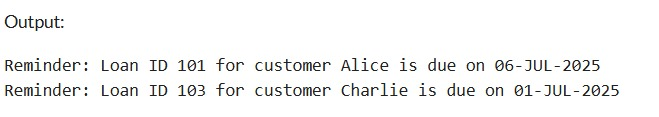 Output:
Reminder: Loan ID 101 for customer Alice is due on 06-JUL-2025
Reminder: Loan ID 103 for customer Charlie is due on 01-JUL-2025